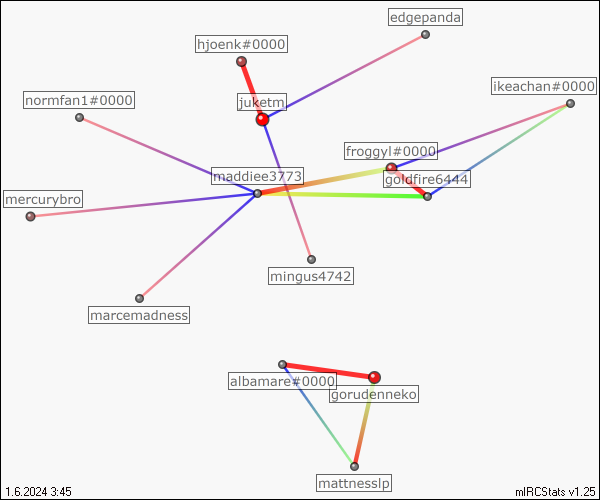 edgepanda
hjoenk#0000
ikeachan#0000
normfan1#0000
juketm
froggyl#0000
maddiee3773
goldfire6444
mercurybro
mingus4742
marcemadness
albamare#0000
gorudenneko
mattnesslp
1.6.2024 3:45
mIRCStats v1.25